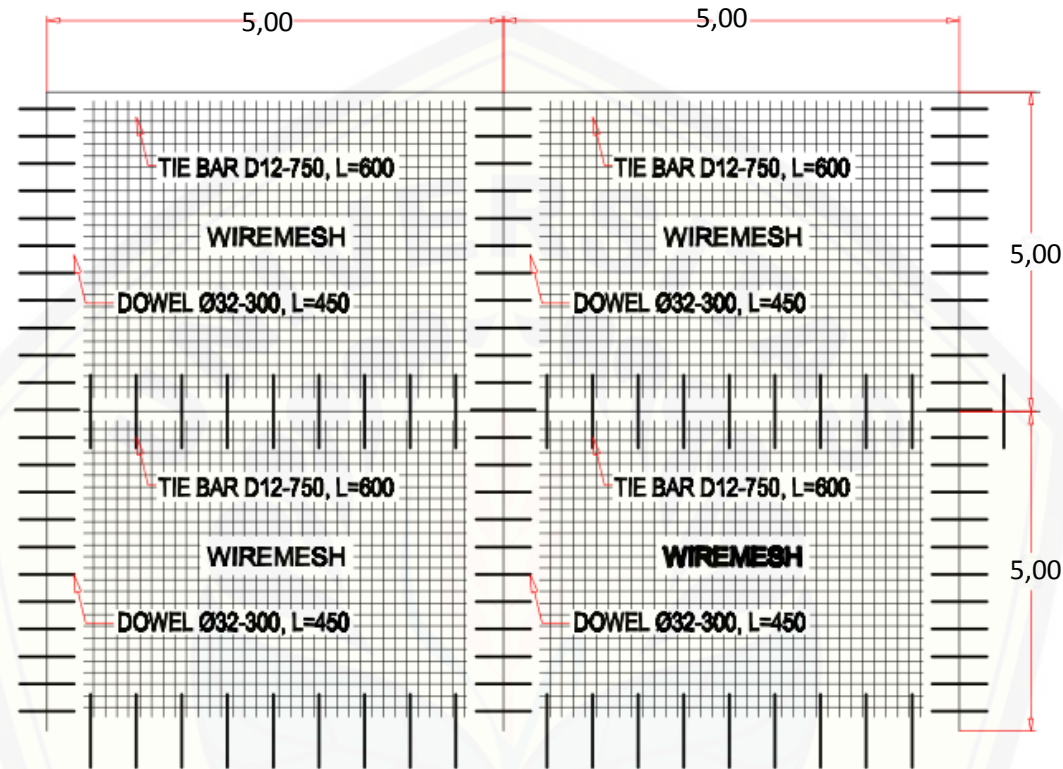 5,00
5,00
TIE BAR D12-750, L=600
TIE BAR D12-750, L=600
WIREMESH
WIREMESH
5,00
DOWEL Ø32-300, L=450
DOWEL Ø32-300, L=450
TIE BAR D12-750, L=600
TIE BAR D12-750, L=600
WIREMESH
WIREMESH
5,00
DOWEL Ø32-300, L=450
DOWEL Ø32-300, L=450